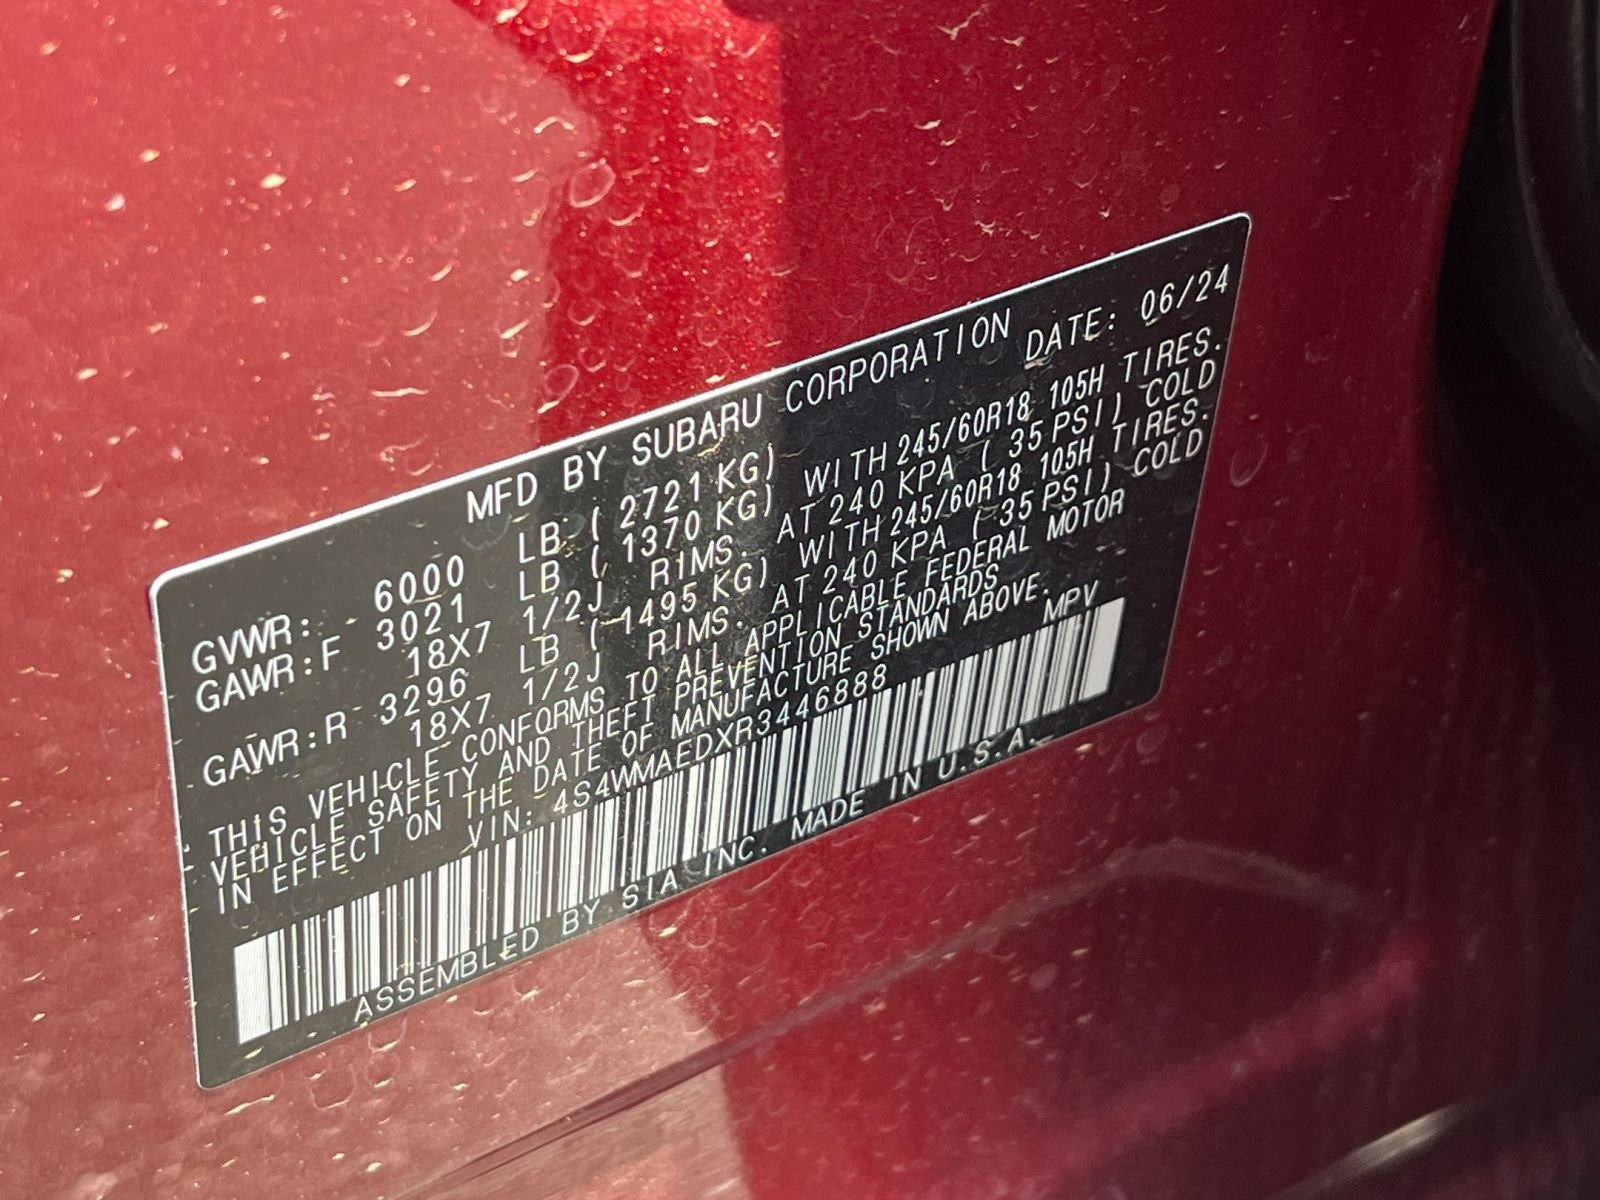 MFD BY SUBARU CORPORATION
DATE: 06/24
GVWR: 6000 LB ( 2721 KG)
GAWR:F 3021 LB ( 1370 KG) WITH 245/60R18 105H TIRES.
18X7 1/2J RIMS. AT 240 KPA ( 35 PSI) COLD
GAWR:R 3296 LB ( 1495 KG) WITH 245/60R18 105H TIRES.
18X7 1/2J RIMS. AT 240 KPA ( 35 PSI) COLD
THIS VEHICLE CONFORMS TO ALL APPLICABLE FEDERAL MOTOR
VEHICLE SAFETY AND THEFT PREVENTION STANDARDS
IN EFFECT ON THE DATE OF MANUFACTURE SHOWN ABOVE.
VIN: 4S4WMAEDXR3446888 MPV
ASSEMBLED BY SIA INC. MADE IN U.S.A.